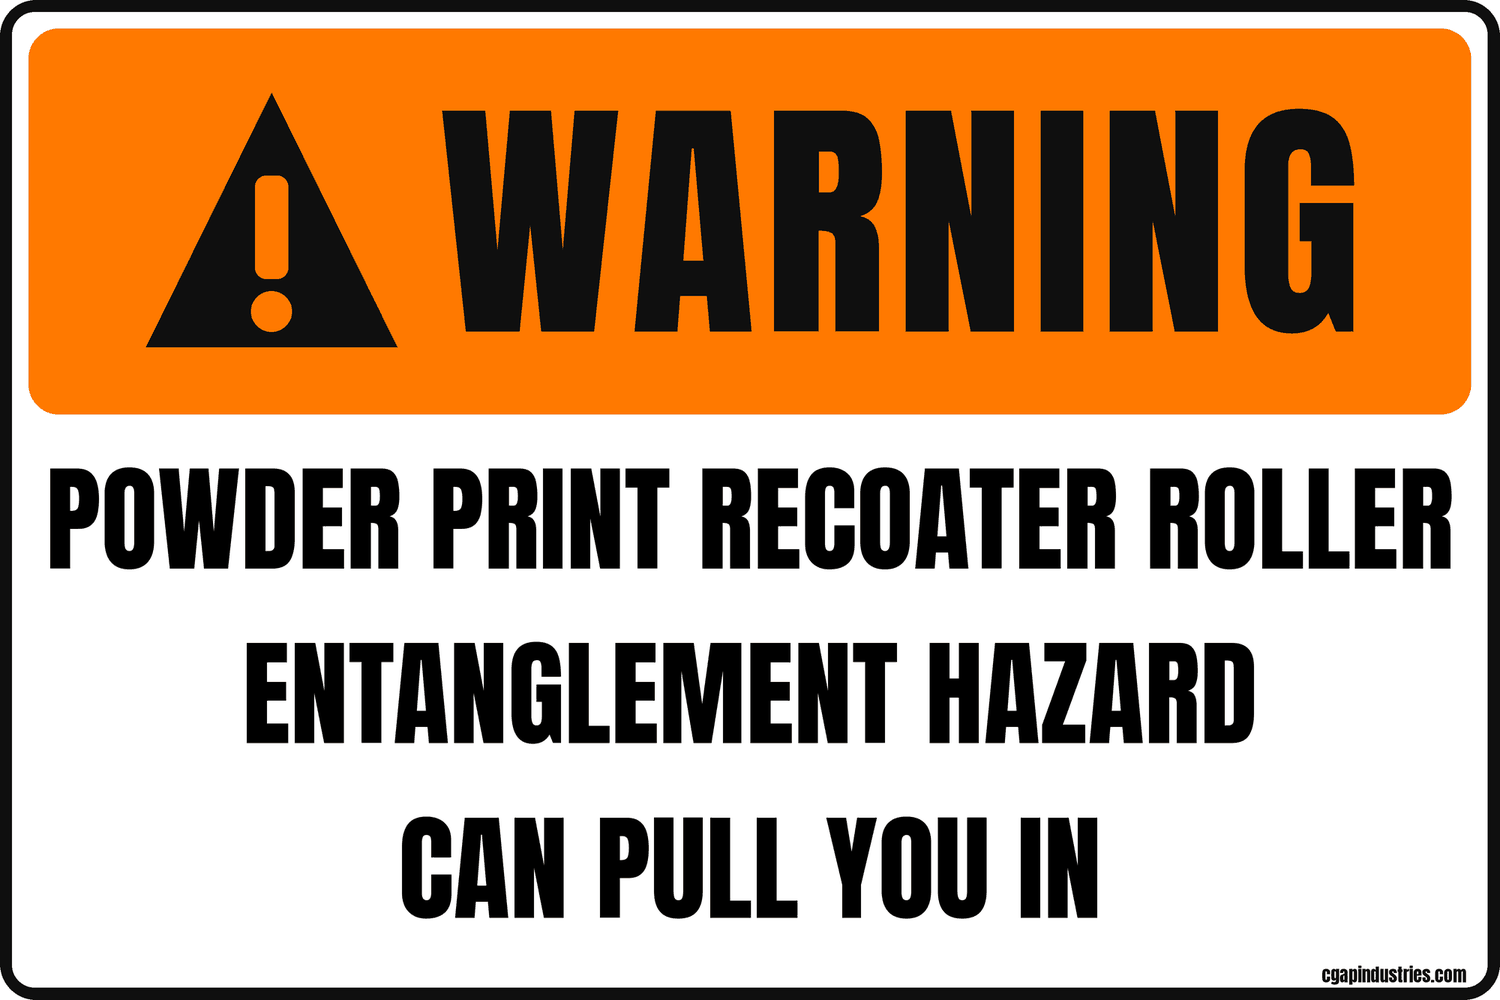 WARNING
POWDER PRINT RECOATER ROLLER
ENTANGLEMENT HAZARD
CAN PULL YOU IN
cgapindustries.com